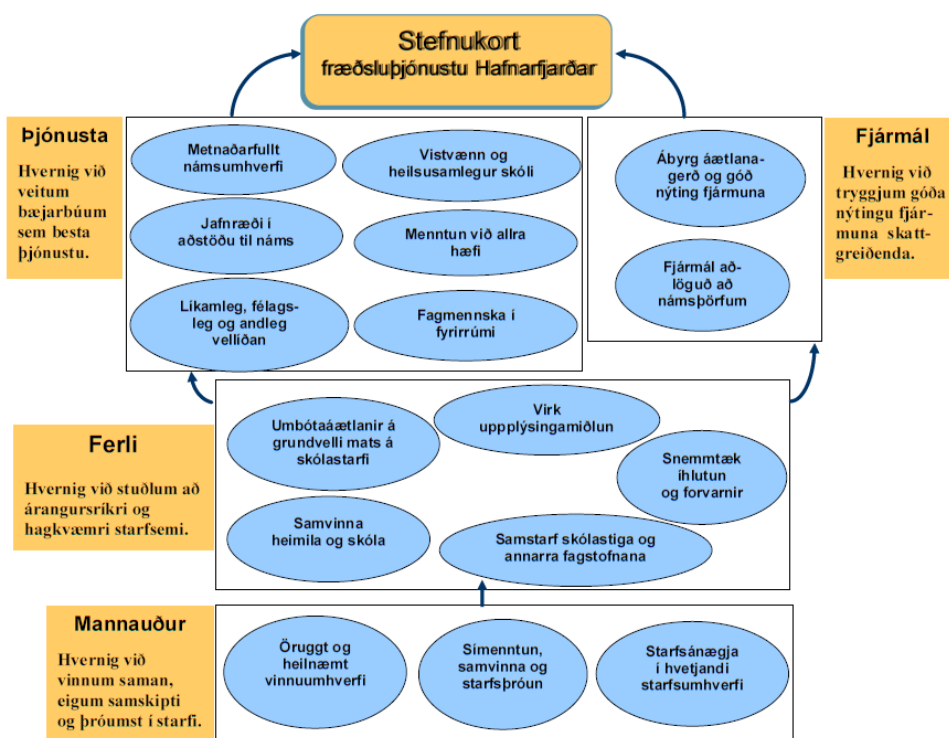 Stefnukort
fræðsluþjónustu Hafnarfjarðar
Þjónusta
Hvernig við
veitum
bæjarbúum
sem besta
þjónustu.
Metnaðarfullt
námsumhverfi
Vistvænn og
heilsusamlegur skóli
Jafnræði í
aðstöðu til náms
Menntun við allra
hæfi
Líkamleg, félags-
leg og andleg
vellíðan
Fagmennska í
fyrirrúmi
Ábyrg áætlana-
gerð og góð
nýting fjármuna
Fjármál að-
löguð að
námsþörfum
Fjármál
Hvernig við
tryggjum góða
nýtingu fjár-
muna skatt-
greiðenda.
Ferli
Hvernig við stuðlum að
árangursríkri og
hagkvæmri starfsemi.
Umbótaáætlanir á
grundvelli mats á
skólastarfi
Virk
uppplýsingamiðlun
Snemmtæk
íhlutun
og forvarnir
Samvinna
heimila og skóla
Samstarf skólastiga og
annarra fagstofnana
Mannauður
Hvernig við
vinnum saman,
eigum samskipti
og þróumst í starfi.
Öruggt og
heilnæmt
vinnuumhverfi
Símenntun,
samvinna og
starfsþróun
Starfsánægja
í hvetjandi
starfsumhverfi